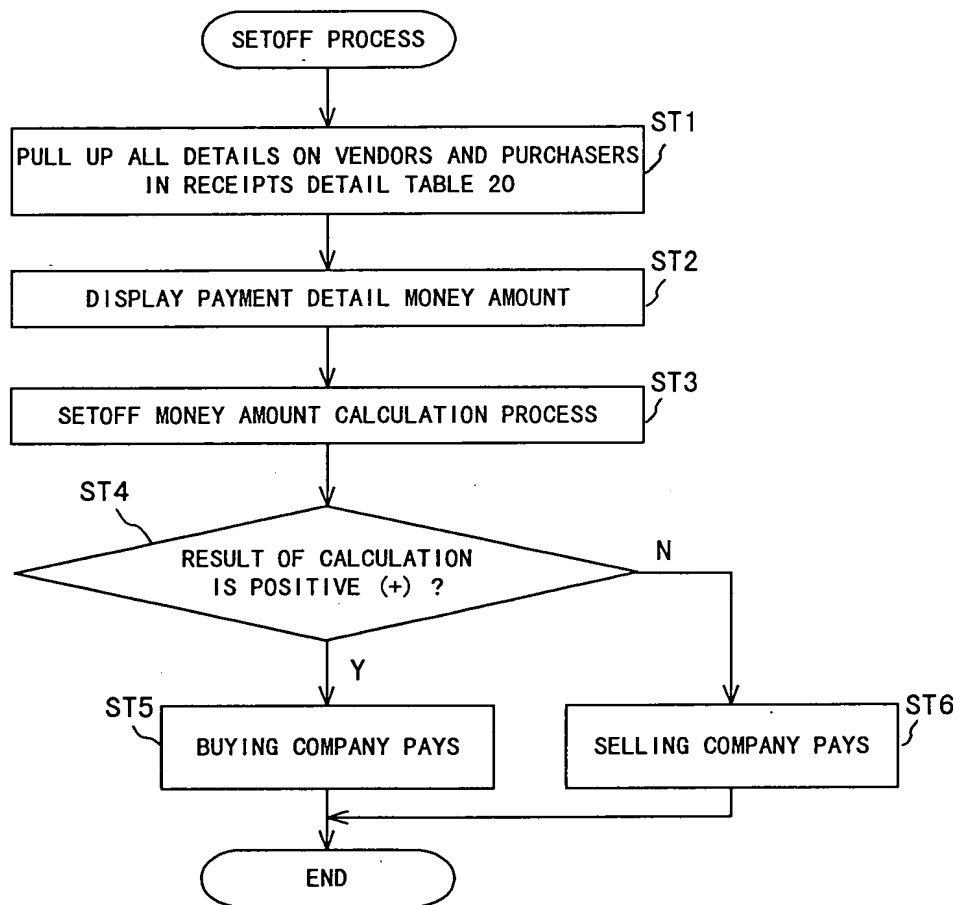 SETOFF PROCESS
ST1
PULL UP ALL DETAILS ON VENDORS AND PURCHASERS
IN RECEIPTS DETAIL TABLE 20
ST2
DISPLAY PAYMENT DETAIL MONEY AMOUNT
ST3
SETOFF MONEY AMOUNT CALCULATION PROCESS
ST4
RESULT OF CALCULATION
IS POSITIVE (+) ?
N
Y
ST5
BUYING COMPANY PAYS
ST6
SELLING COMPANY PAYS
END